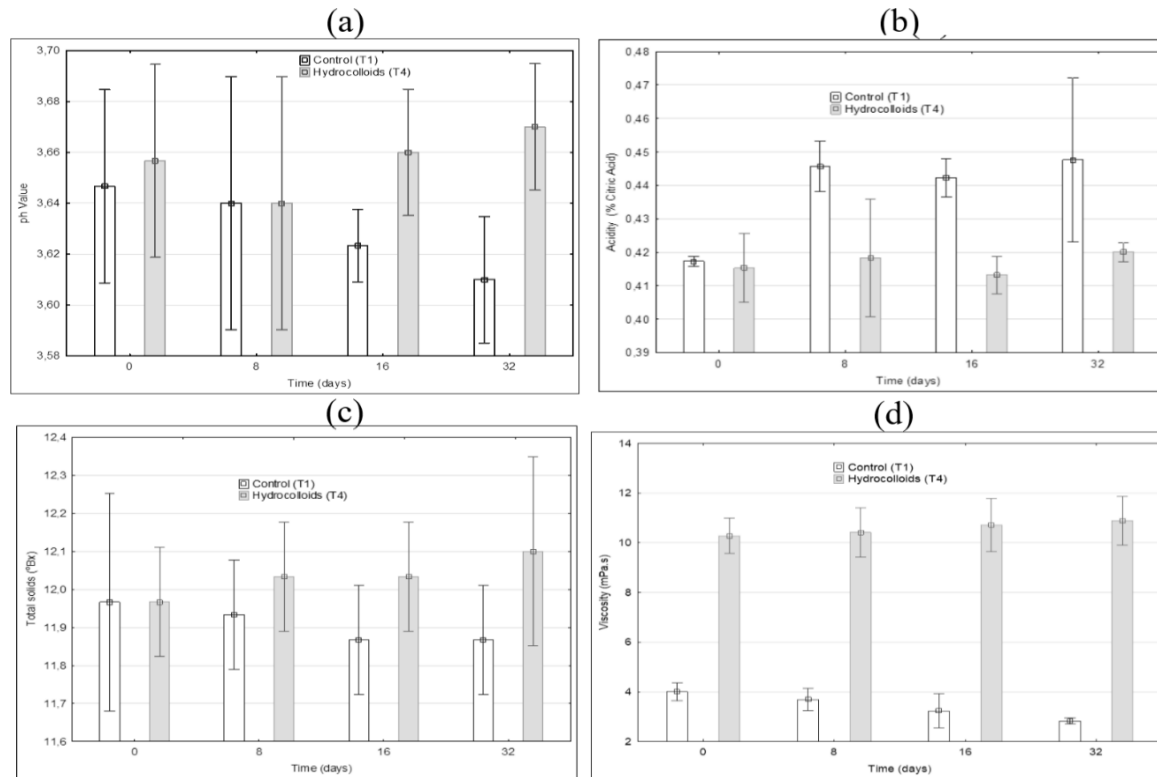 (a)
3,70
3,68
3,66
3,64
3,62
3,60
3,58
ph Value
Control (T1)
Hydrocolloids (T4)
0 8 16 32
Time (days)
(b)
0,48
0,47
0,46
0,45
0,44
0,43
0,42
0,41
0,40
0,39
Acidity (% Citric Acid)
Control (T1)
Hydrocolloids (T4)
0 8 16 32
Time (days)
(c)
12,4
12,3
12,2
12,1
12,0
11,9
11,8
11,7
11,6
Total solids (ºBx)
Control (T1)
Hydrocolloids (T4)
0 8 16 32
Time (days)
(d)
14
12
10
8
6
4
2
Viscosity (mPa.s)
Control (T1)
Hydrocolloids (T4)
0 8 16 32
Time (days)